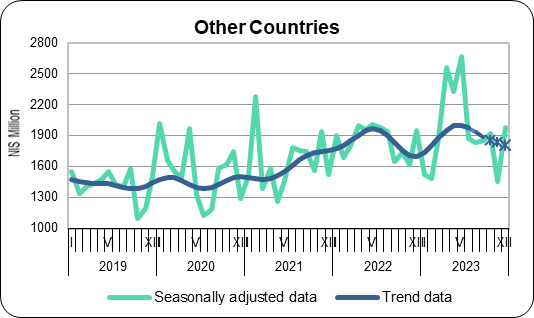 Other Countries
2800
2500
2200
1900
1600
1300
1000
NIS Million
I V XII I V XII I V XII I V XII I V XII
2019 2020 2021 2022 2023
Seasonally adjusted data Trend data